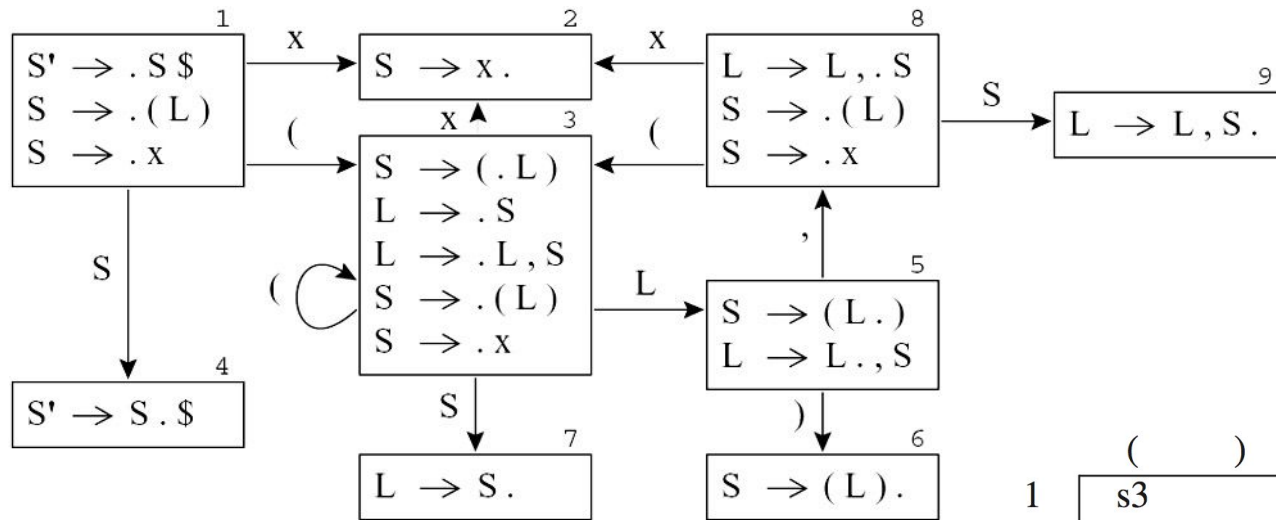 1
S' → . S $
S → . ( L )
S → . x
x
(
S
2
S → x .
x
3
S → ( . L )
L → . S
L → . L , S
S → . ( L )
S → . x
(
L
S
x
(
8
L → L , . S
S → . ( L )
S → . x
S
9
L → L , S .
,
5
S → ( L . )
L → L . , S
)
4
S' → S . $
7
L → S .
6
S → ( L ) .
( )
1 s3